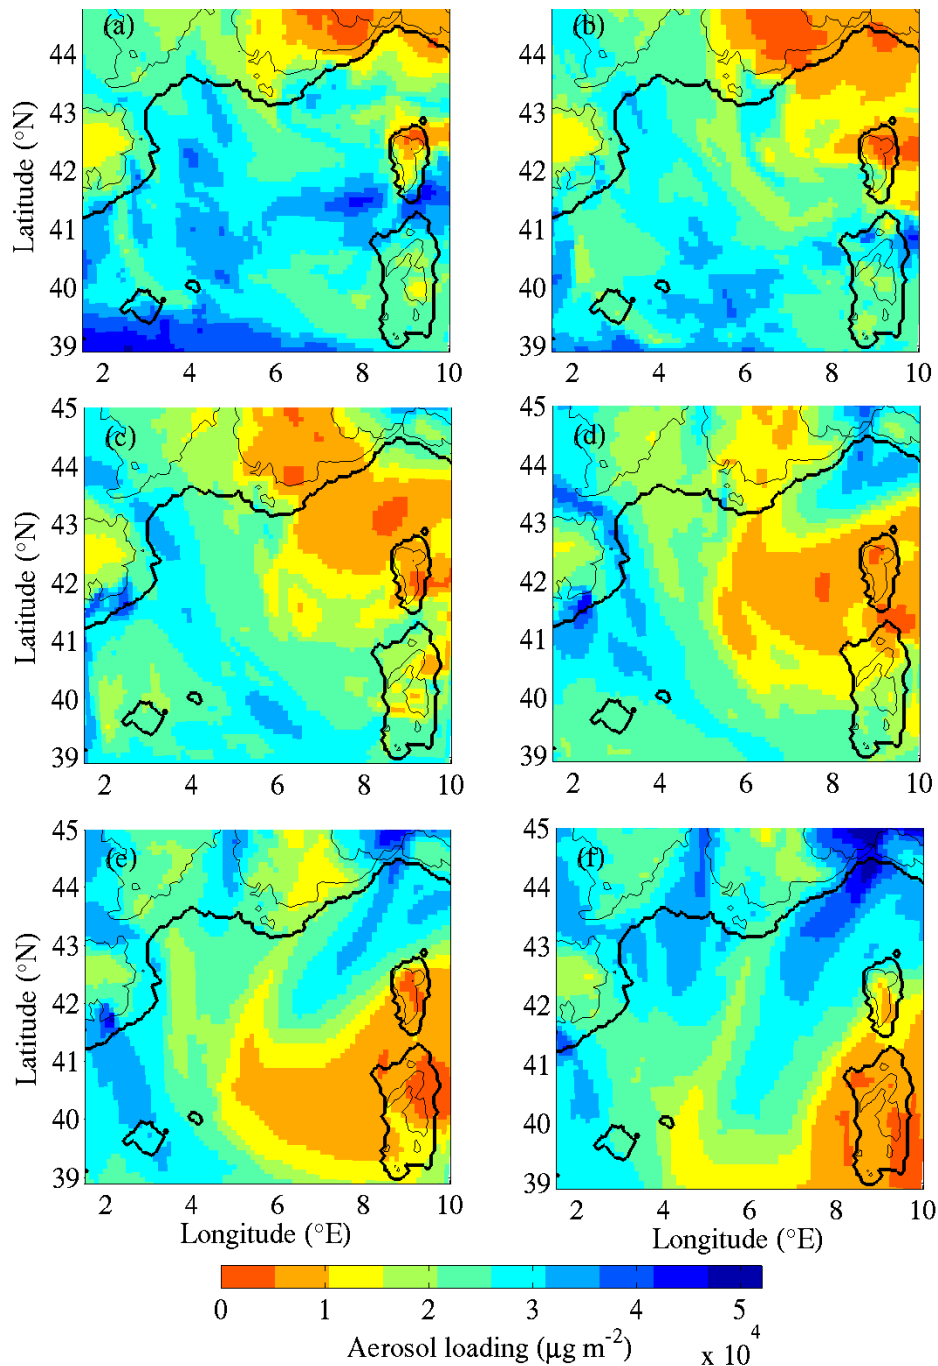 (a) (b)
44 44
43 43
42 42
41 41
40 40
39 39
Latitude (°N)
2 4 6 8 10 2 4 6 8 10
(c) (d)
45 45
44 44
43 43
42 42
41 41
40 40
39 39
Latitude (°N)
2 4 6 8 10 2 4 6 8 10
(e) (f)
45 45
44 44
43 43
42 42
41 41
40 40
39 39
Latitude (°N)
2 4 6 8 10 2 4 6 8 10
Longitude (°E) Longitude (°E)
0 1 2 3 4 5
Aerosol loading (μg m-2) x 10^4